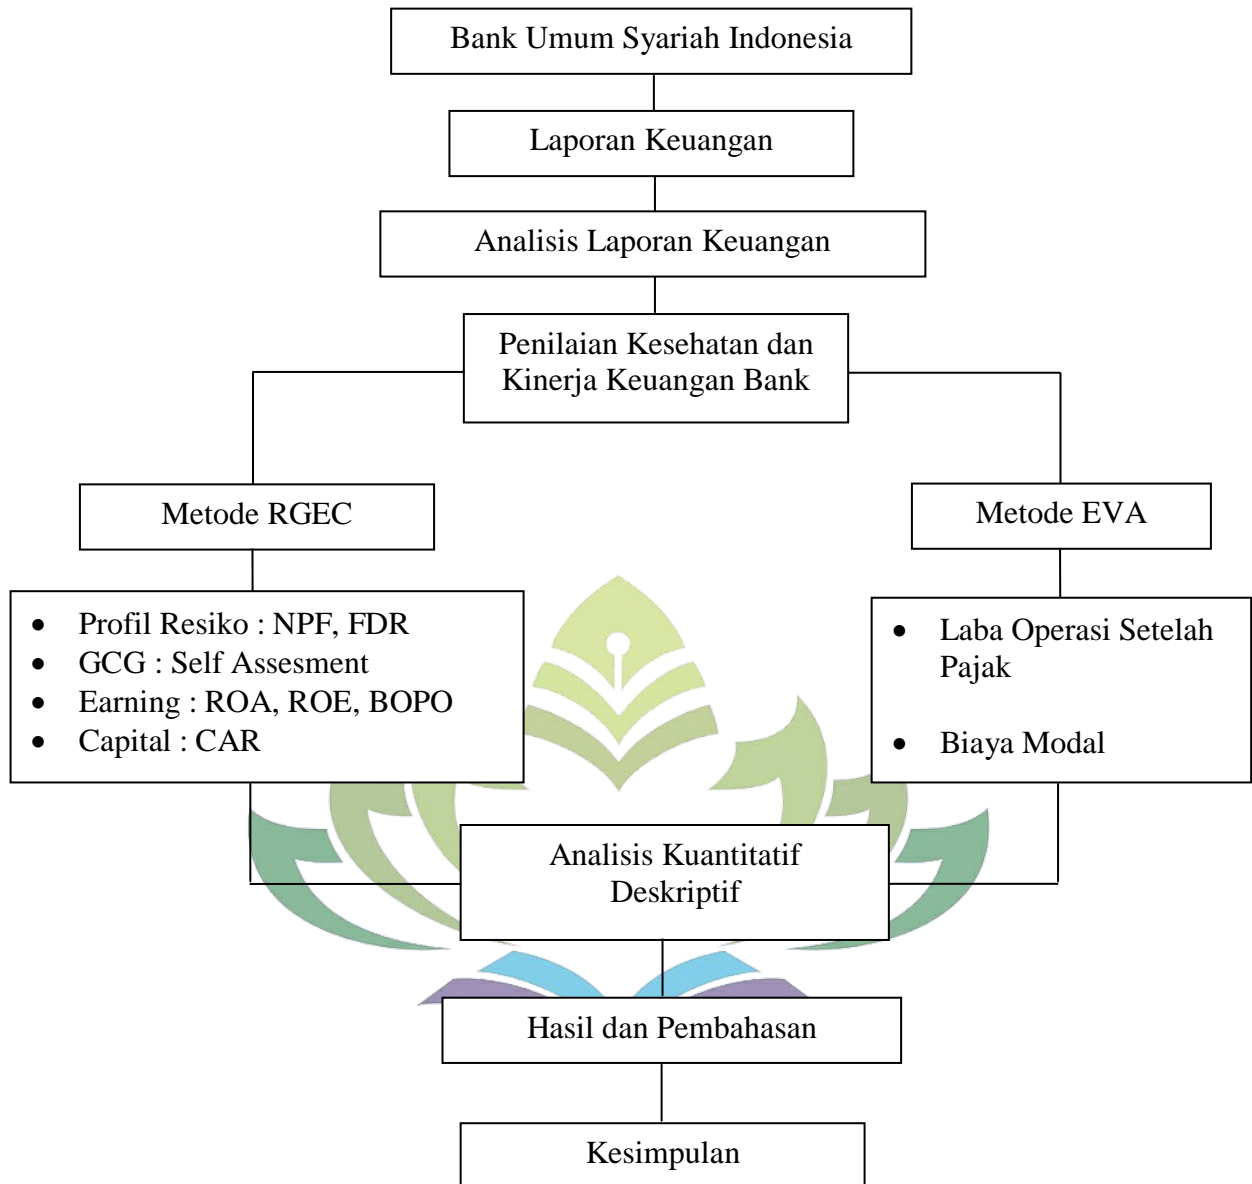 Bank Umum Syariah Indonesia
Laporan Keuangan
Analisis Laporan Keuangan
Penilaian Kesehatan dan
Kinerja Keuangan Bank
Metode RGEC
Metode EVA
• Profil Resiko : NPF, FDR
• GCG : Self Assesment
• Earning : ROA, ROE, BOPO
• Capital : CAR
• Laba Operasi Setelah
Pajak
• Biaya Modal
Analisis Kuantitatif
Deskriptif
Hasil dan Pembahasan
Kesimpulan